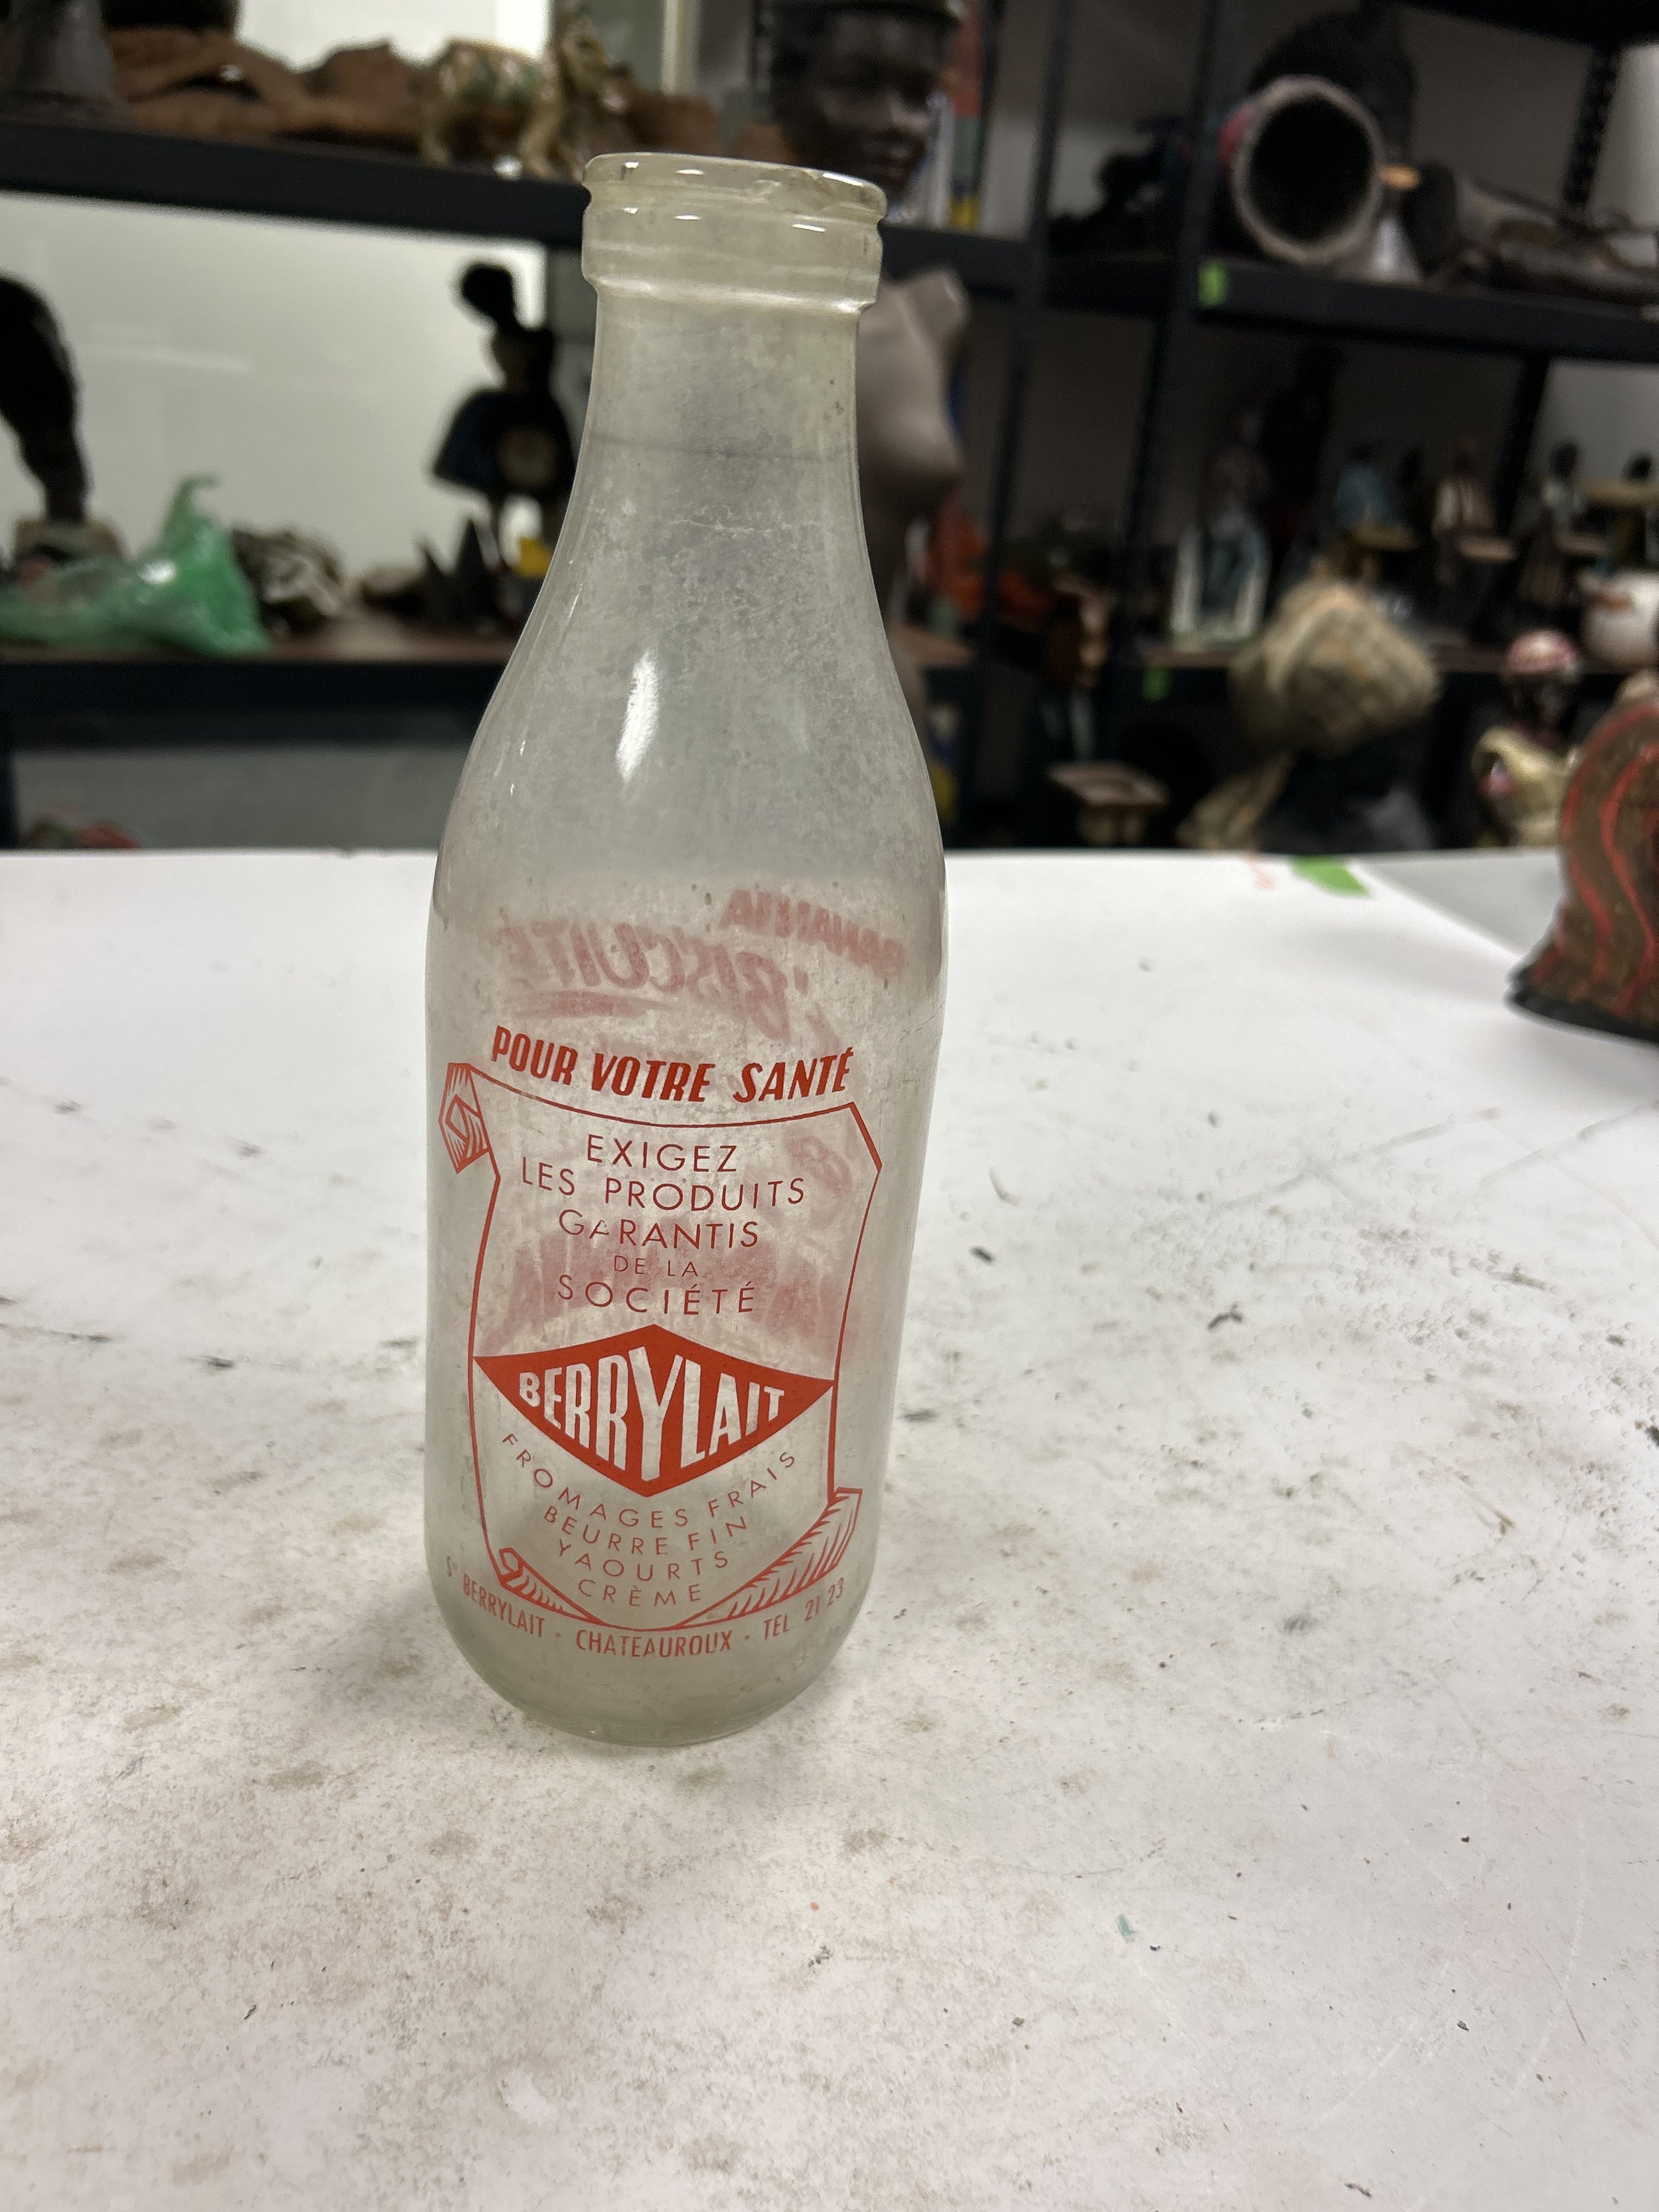 POUR VOTRE SANTÉ
EXIGEZ
LES PRODUITS
GARANTIS
DE LA
SOCIÉTÉ
BERRYLAIT
FROMAGES FRAIS
BEURRE FIN
YAOURTS
CRÈME
Sté BERRYLAIT - CHATEAUROUX - TEL 21 23
BISCUITÉ